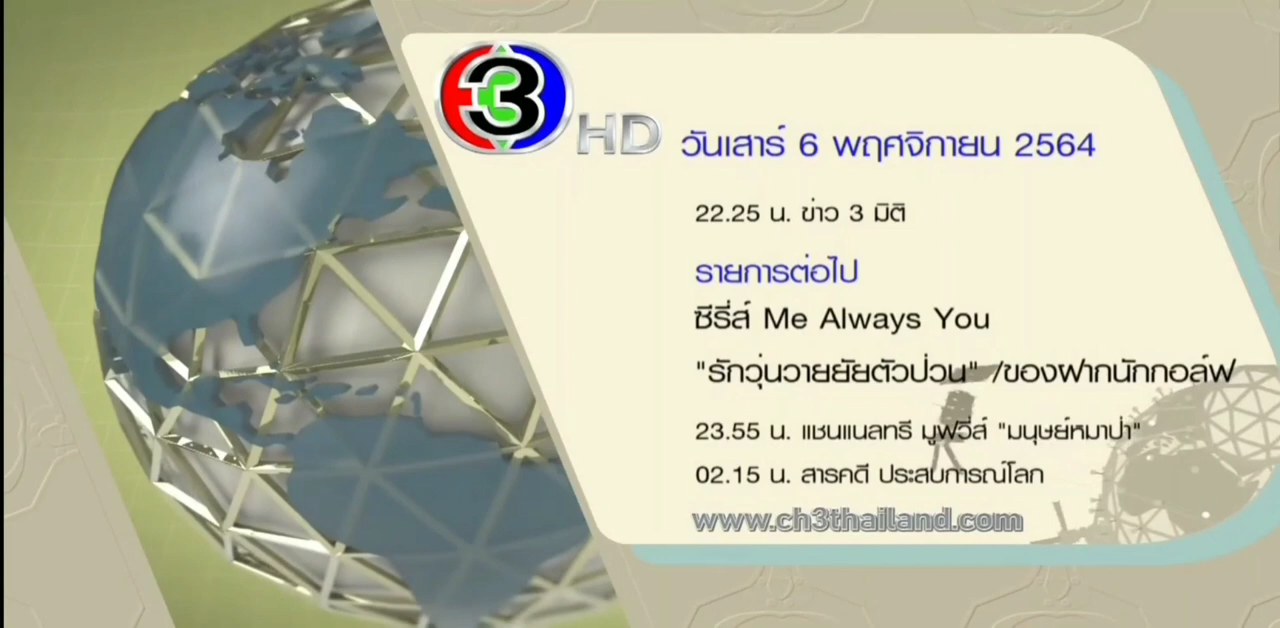 3 HD
วันเสาร์ 6 พฤศจิกายน 2564
22.25 น. ข่าว 3 มิติ
รายการต่อไป
ซีรี่ส์ Me Always You
"รักวุ่นวายยัยตัวป่วน" /ของฝากนักกอล์ฟ
23.55 น. แชนแนลทรี มูฟวี่ส์ "มนุษย์หมาป่า"
02.15 น. สารคดี ประสบการณ์โลก
www.ch3thailand.com